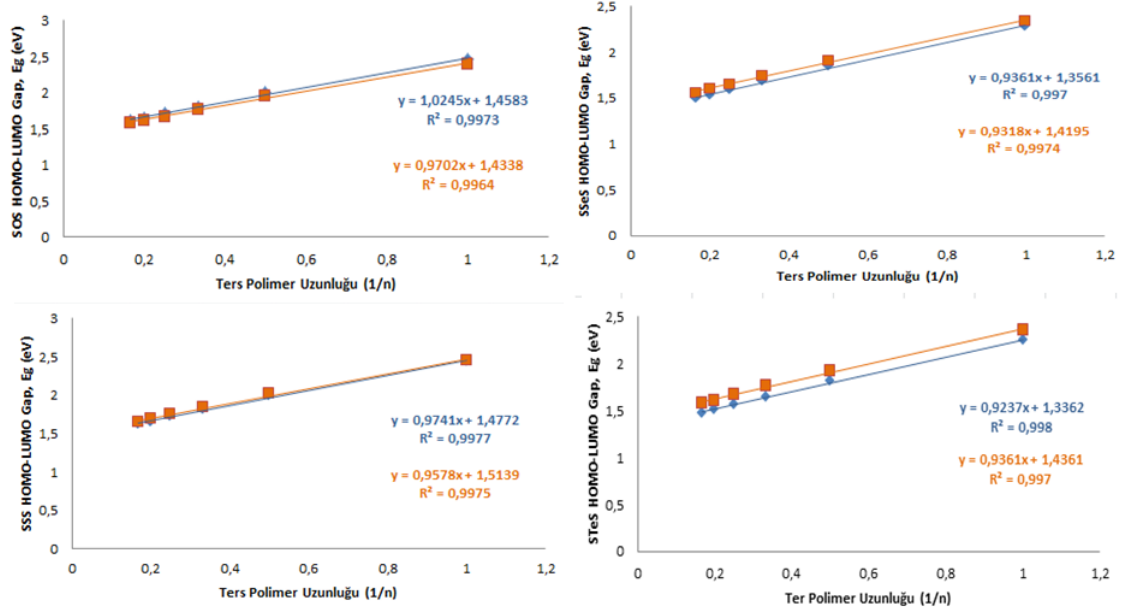 SOS HOMO-LUMO Gap, Eg (eV)
3
2,5
2
1,5
1
0,5
0
y = 1,0245x + 1,4583
R² = 0,9973
y = 0,9702x + 1,4338
R² = 0,9964
0
0,2
0,4
0,6
0,8
1
1,2
Ters Polimer Uzunluğu (1/n)
SSeS HOMO-LUMO Gap, Eg (eV)
2,5
2
1,5
1
0,5
0
y = 0,9361x + 1,3561
R² = 0,997
y = 0,9318x + 1,4195
R² = 0,9974
0
0,2
0,4
0,6
0,8
1
1,2
Ters Polimer Uzunluğu (1/n)
SSS HOMO-LUMO Gap, Eg (eV)
3
2,5
2
1,5
1
0,5
0
y = 0,9741x + 1,4772
R² = 0,9977
y = 0,9578x + 1,5139
R² = 0,9975
0
0,2
0,4
0,6
0,8
1
1,2
Ters Polimer Uzunluğu (1/n)
STeS HOMO-LUMO Gap, Eg (eV)
2,5
2
1,5
1
0,5
0
y = 0,9237x + 1,3362
R² = 0,998
y = 0,9361x + 1,4361
R² = 0,997
0
0,2
0,4
0,6
0,8
1
1,2
Ter Polimer Uzunluğu (1/n)